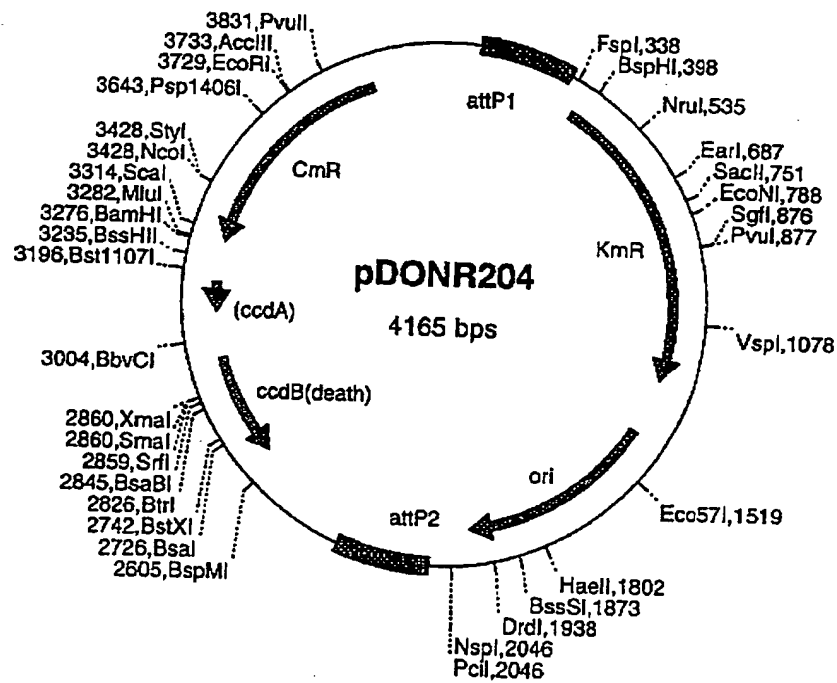 3831,PvuII
3733,AccIII
3729,EcoRI
3643,Psp1406I
3428,StyI
3428,NcoI
3314,ScaI
3282,MluI
3276,BamHI
3235,BssHII
3196,Bst1107I
3004,BbvCI
2860,XmaI
2860,SmaI
2859,SrfI
2845,BsaBI
2826,BtrI
2742,BstXI
2726,BsaI
2605,BspMI
attP1
CmR
KmR
pDONR204
4165 bps
(ccdA)
ccdB(death)
ori
attP2
FspI,338
BspHI,398
NruI,535
EarI,687
SacII,751
EcoNI,788
SgfI,876
PvuI,877
VspI,1078
Eco57I,1519
HaeII,1802
BssSI,1873
DrdI,1938
NspI,2046
PciI,2046